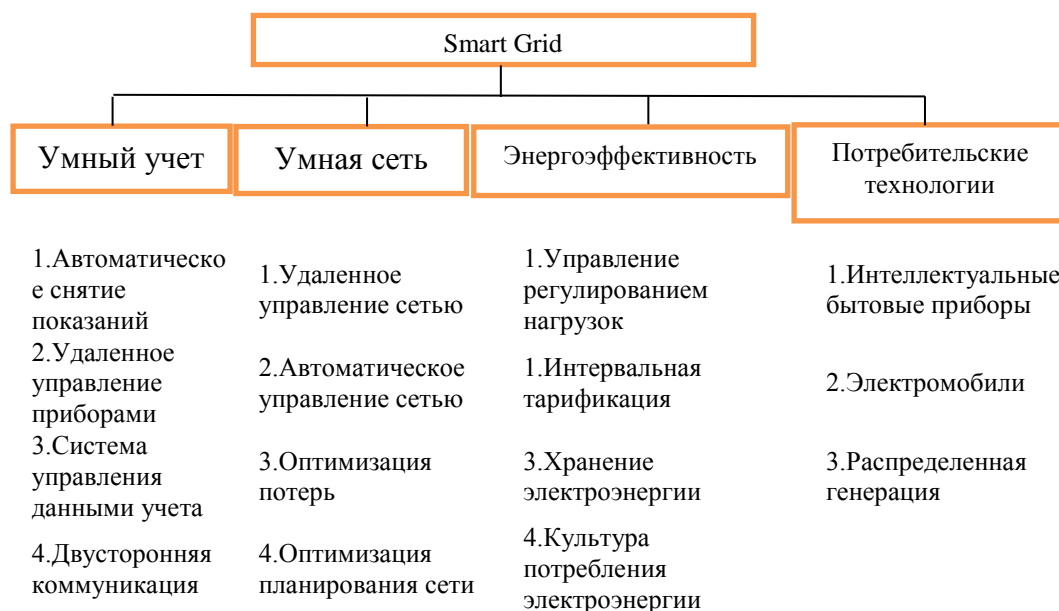 Smart Grid
Умный учет
Умная сеть
Энергоэффективность
Потребительские
технологии
1.Автоматическо
е снятие
показаний
2.Удаленное
управление
приборами
3.Система
управления
данными учета
4.Двусторонняя
коммуникация
1.Удаленное
управление сетью
2.Автоматическое
управление сетью
3.Оптимизация
потерь
4.Оптимизация
планирования сети
1.Управление
регулированием
нагрузок
1.Интервальная
тарификация
3.Хранение
электроэнергии
4.Культура
потребления
электроэнергии
1.Интеллектуальные
бытовые приборы
2.Электромобили
3.Распределенная
генерация